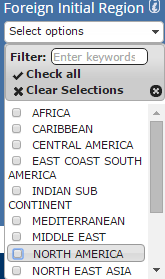 Foreign Initial Region
Select options
Filter: Enter keywords
Check all
Clear Selections
AFRICA
CARIBBEAN
CENTRAL AMERICA
EAST COAST SOUTH
AMERICA
INDIAN SUB
CONTINENT
MEDITERRANEAN
MIDDLE EAST
NORTH AMERICA
NORTH EAST ASIA